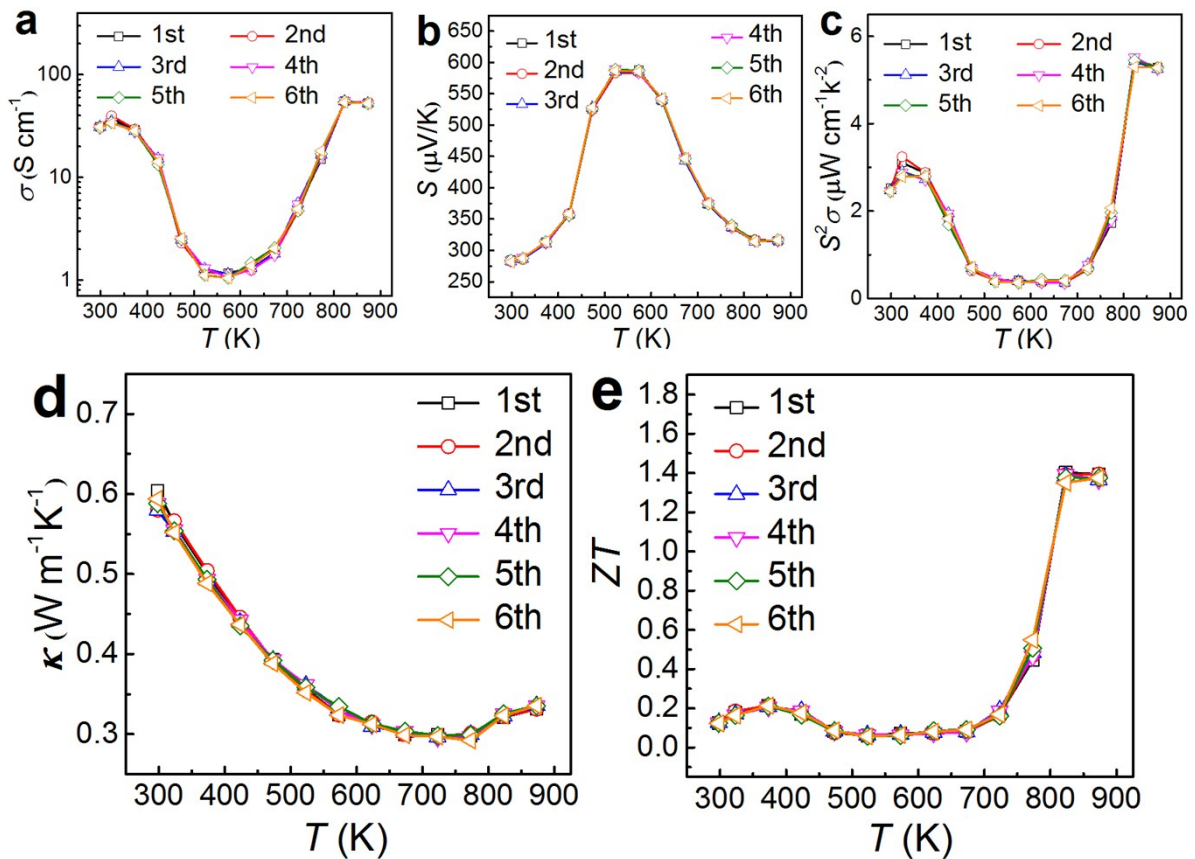 a
1st 2nd
3rd 4th
5th 6th
100
10
1
σ (S cm⁻¹)
300 400 500 600 700 800 900
T (K)
b
1st
2nd
3rd
4th
5th
6th
650
600
550
500
450
400
350
300
250
S (μV/K)
300 400 500 600 700 800 900
T (K)
c
1st 2nd
3rd 4th
5th 6th
6
4
2
0
S²σ (μW cm⁻¹k⁻²)
300 400 500 600 700 800 900
T (K)
d
1st
2nd
3rd
4th
5th
6th
0.7
0.6
0.5
0.4
0.3
κ (W m⁻¹K⁻¹)
300 400 500 600 700 800 900
T (K)
e
1st
2nd
3rd
4th
5th
6th
1.8
1.6
1.4
1.2
1.0
0.8
0.6
0.4
0.2
0.0
ZT
300 400 500 600 700 800 900
T (K)